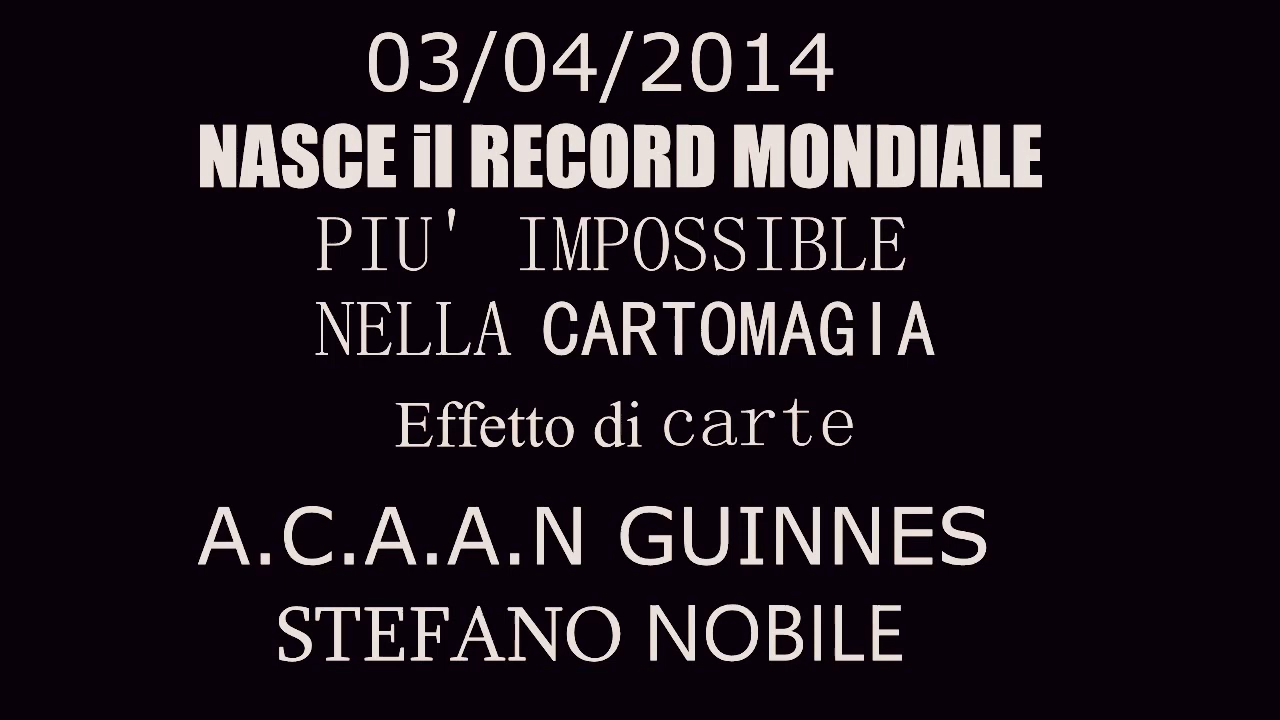 03/04/2014
NASCE il RECORD MONDIALE
PIU' IMPOSSIBLE
NELLA CARTOMAGIA
Effetto di carte
A.C.A.A.N GUINNES
STEFANO NOBILE